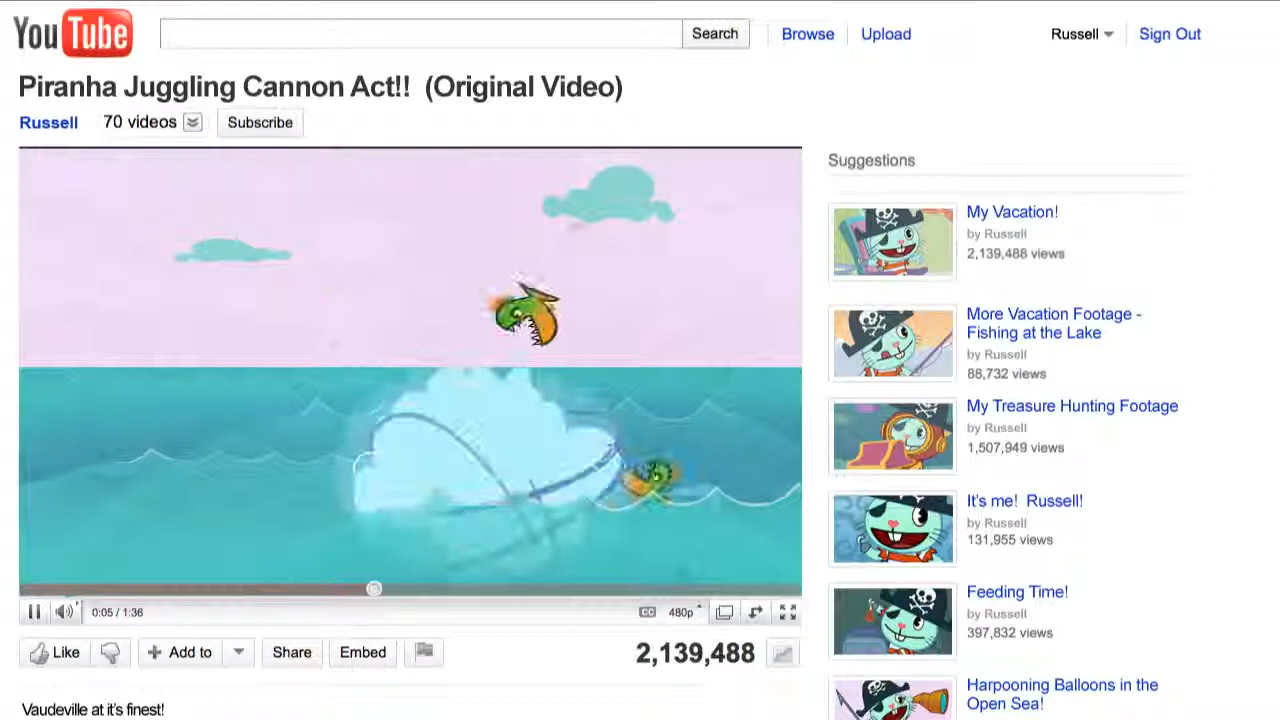 YouTube
Search
Browse
Upload
Russell
Sign Out
Piranha Juggling Cannon Act!! (Original Video)
Russell
70 videos
Subscribe
Suggestions
My Vacation!
by Russell
2,139,488 views
More Vacation Footage -
Fishing at the Lake
by Russell
88,732 views
My Treasure Hunting Footage
by Russell
1,507,949 views
It's me! Russell!
by Russell
131,955 views
Feeding Time!
by Russell
397,832 views
Harpooning Balloons in the
Open Sea!
0:05 / 1:36
CC
480p
Like
Add to
Share
Embed
2,139,488
Vaudeville at it's finest!